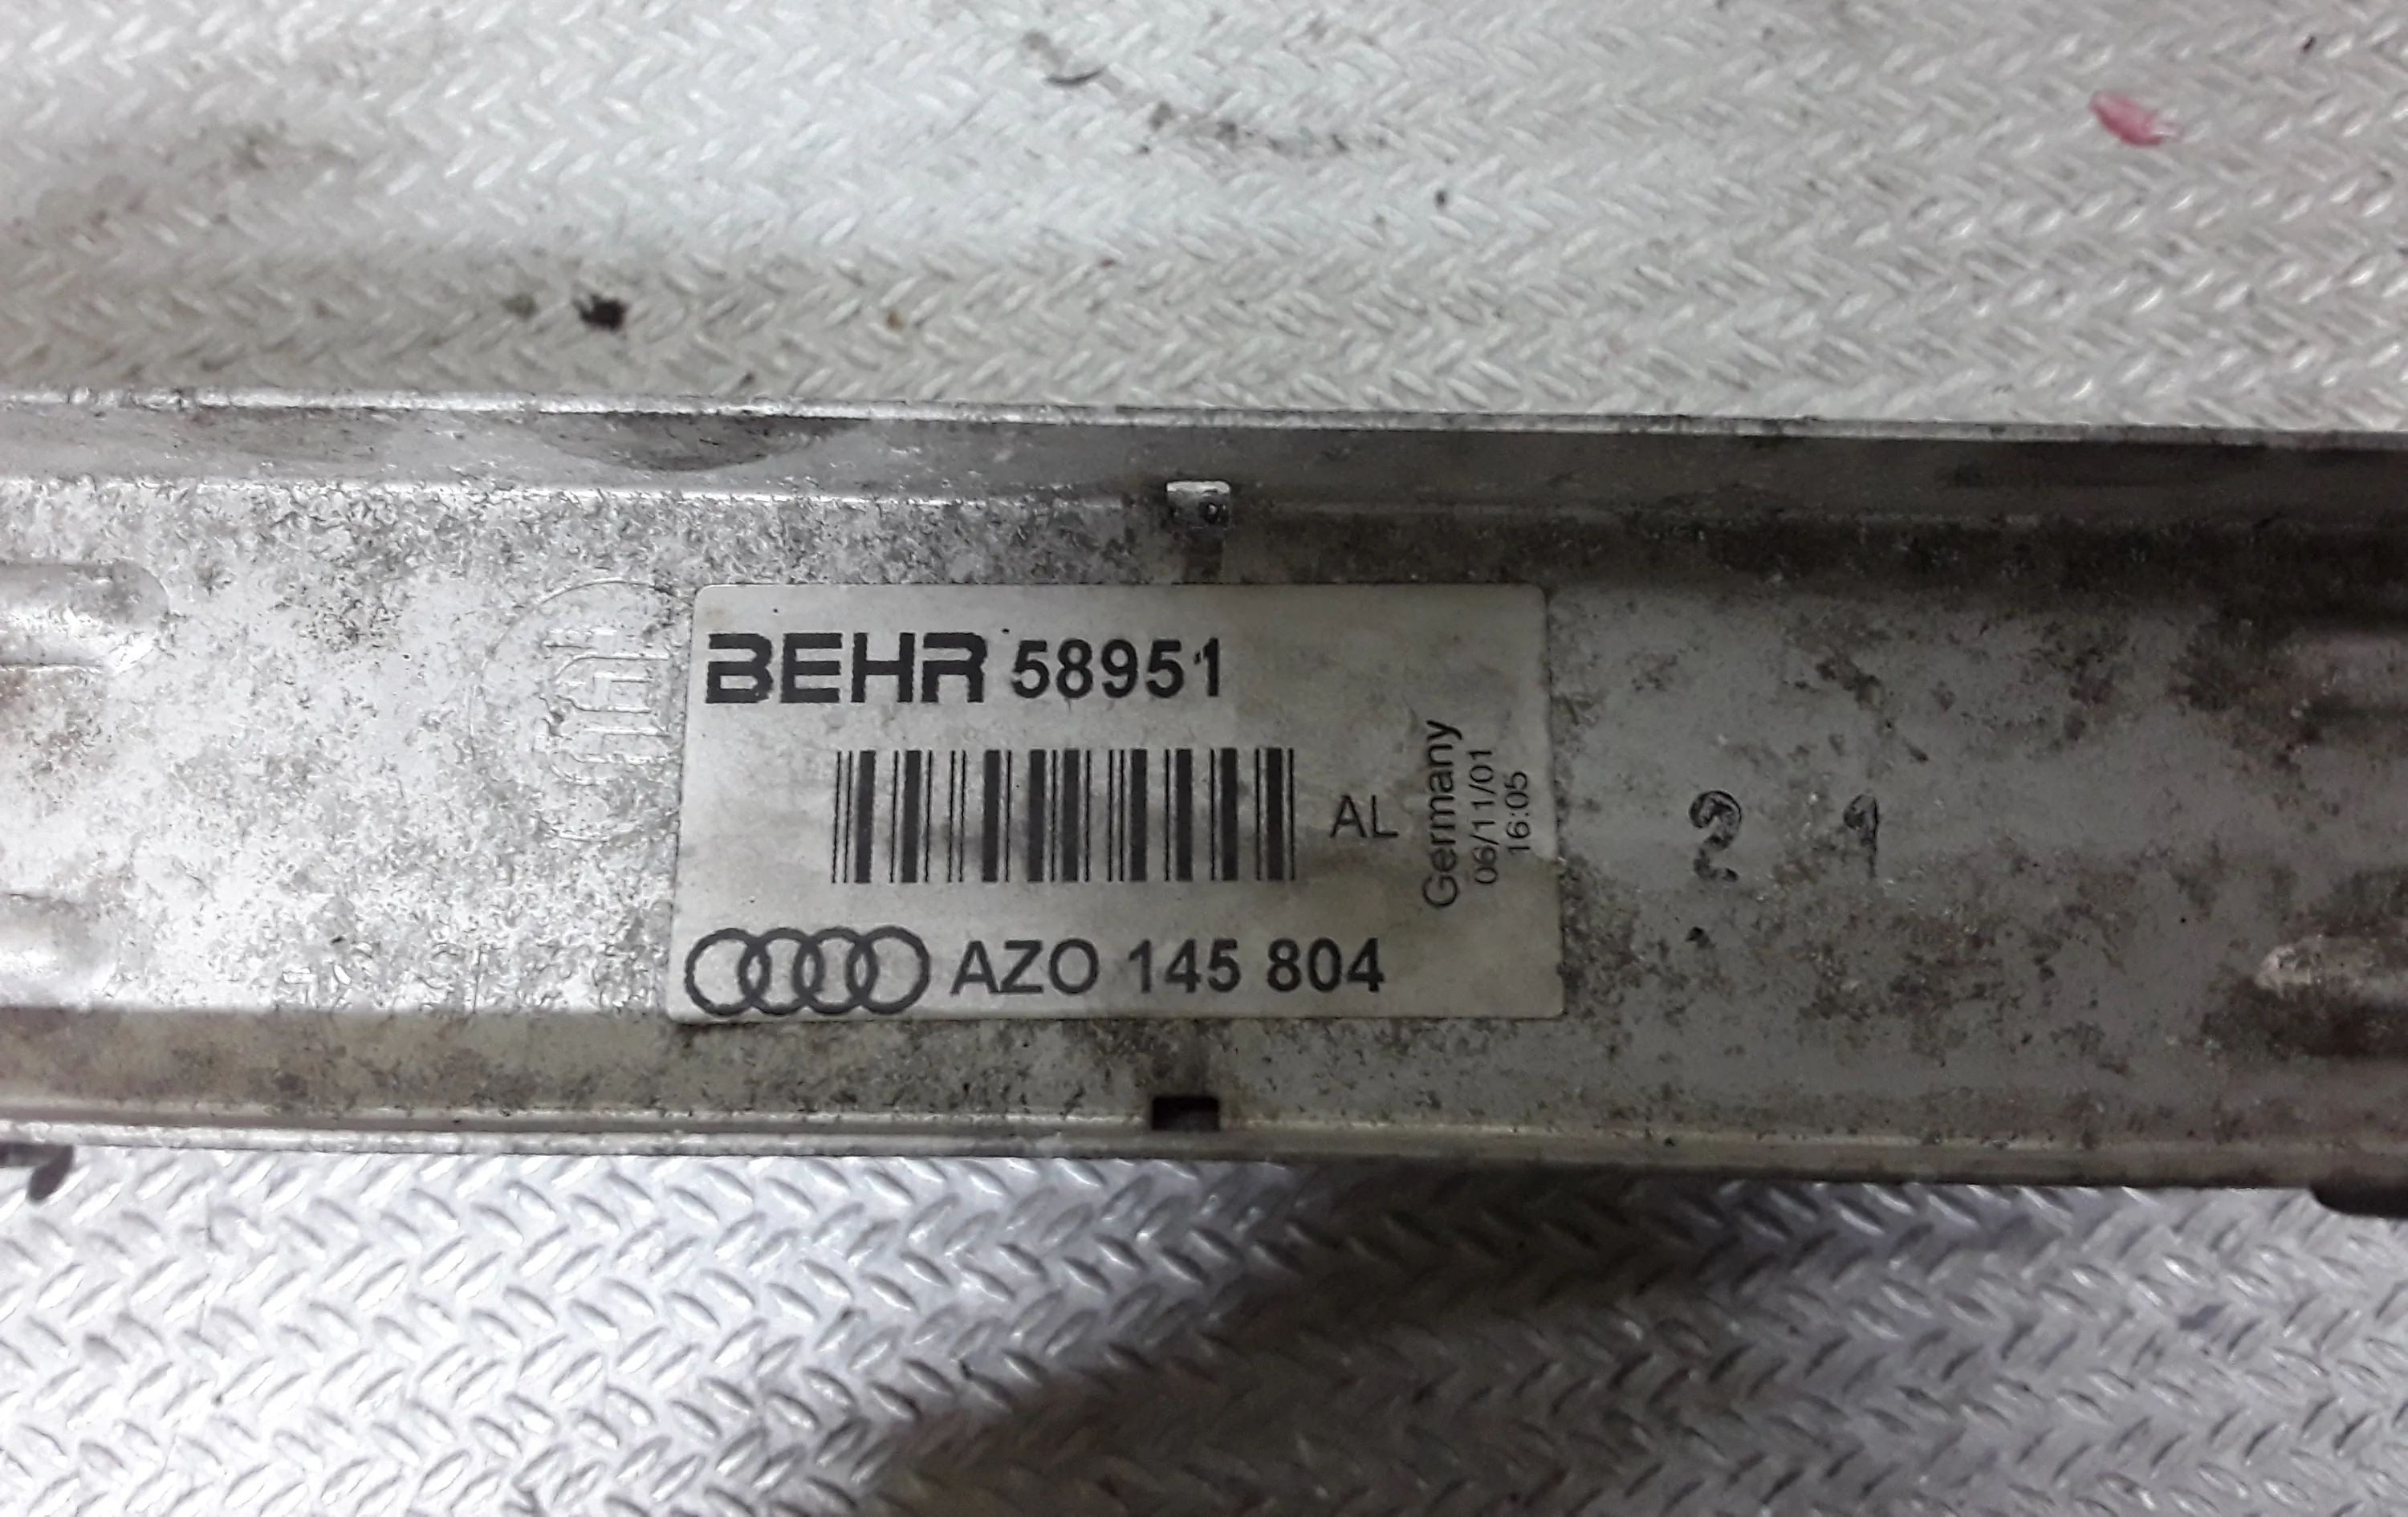 BEHR 58951
AL
Germany
06/11/01
16:05
AZO 145 804